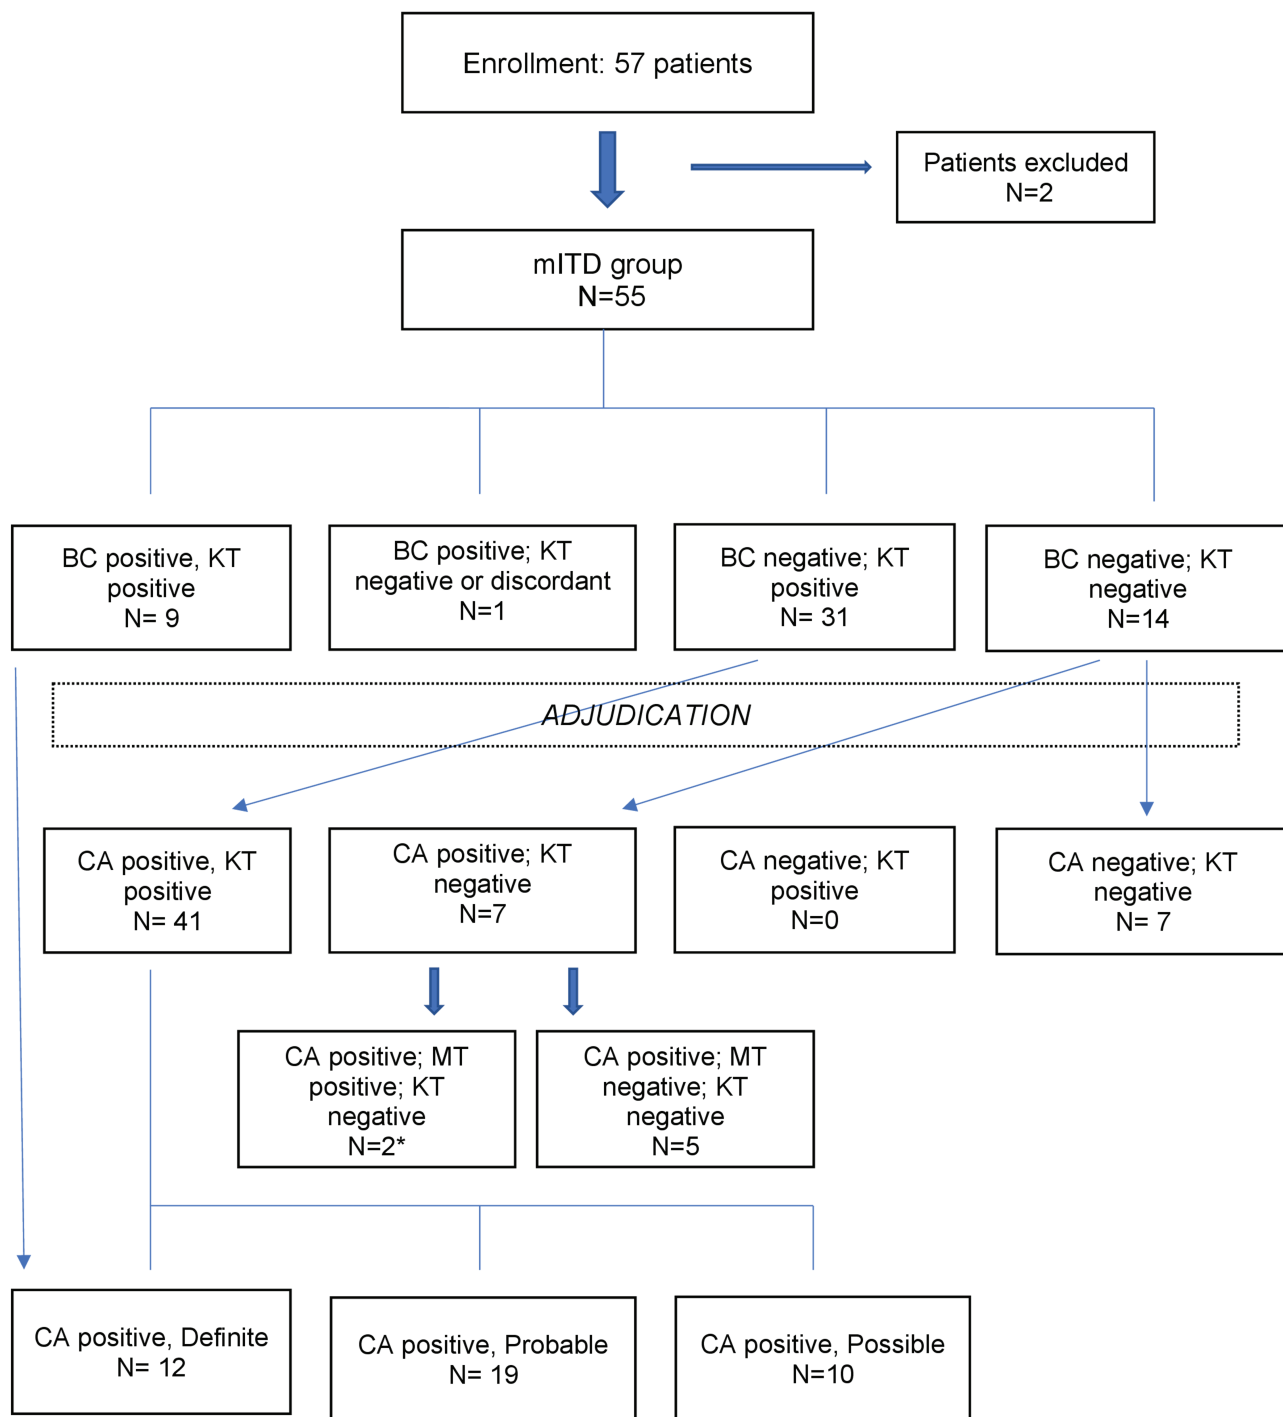 Enrollment: 57 patients
Patients excluded
N=2
mITD group
N=55
BC positive, KT
positive
N= 9
BC positive; KT
negative or discordant
N=1
BC negative; KT
positive
N= 31
BC negative; KT
negative
N=14
ADJUDICATION
CA positive, KT
positive
N= 41
CA positive; KT
negative
N=7
CA negative; KT
positive
N=0
CA negative; KT
negative
N= 7
CA positive; MT
positive; KT
negative
N=2*
CA positive; MT
negative; KT
negative
N=5
CA positive, Definite
N= 12
CA positive, Probable
N= 19
CA positive, Possible
N=10